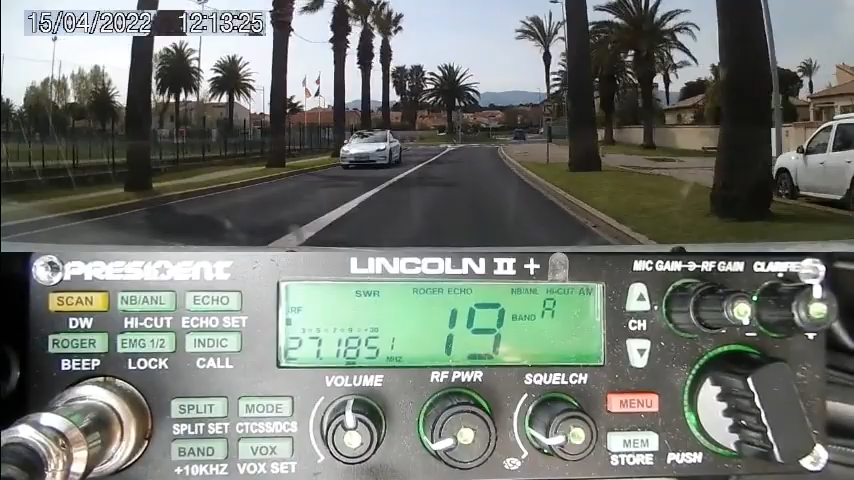 15/04/2022 12:13:25
PRESIDENT LINCOLN II + MIC GAIN RF GAIN CLARIFIER
SCAN NB/ANL ECHO
DW HI-CUT ECHO SET
ROGER EMG 1/2 INDIC
BEEP LOCK CALL
SWR ROGER ECHO NB/ANL HI-CUT AM
RF
19 BAND A
27.185 MHZ
CH
VOLUME RF PWR SQUELCH
SPLIT MODE
SPLIT SET CTCSS/DCS
BAND VOX
+10KHZ VOX SET
MENU
MEM
STORE PUSH